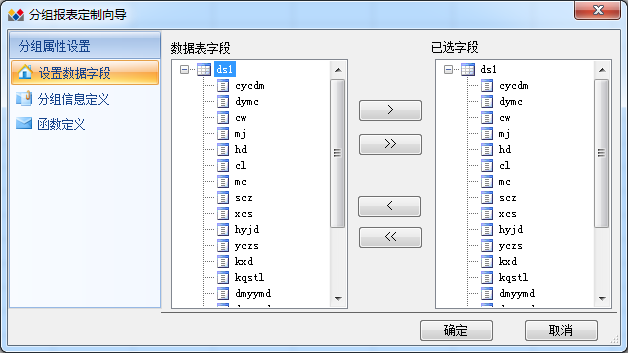 分组报表定制向导
分组属性设置
设置数据字段
分组信息定义
函数定义
数据表字段
ds1
cycdm
dymc
cw
mj
hd
cl
mc
scz
xcs
hyjd
yczs
kxd
kqstl
dmyymd
>
>>
<
<<
已选字段
ds1
cycdm
dymc
cw
mj
hd
cl
mc
scz
xcs
hyjd
yczs
kxd
kqstl
dmyymd
确定
取消